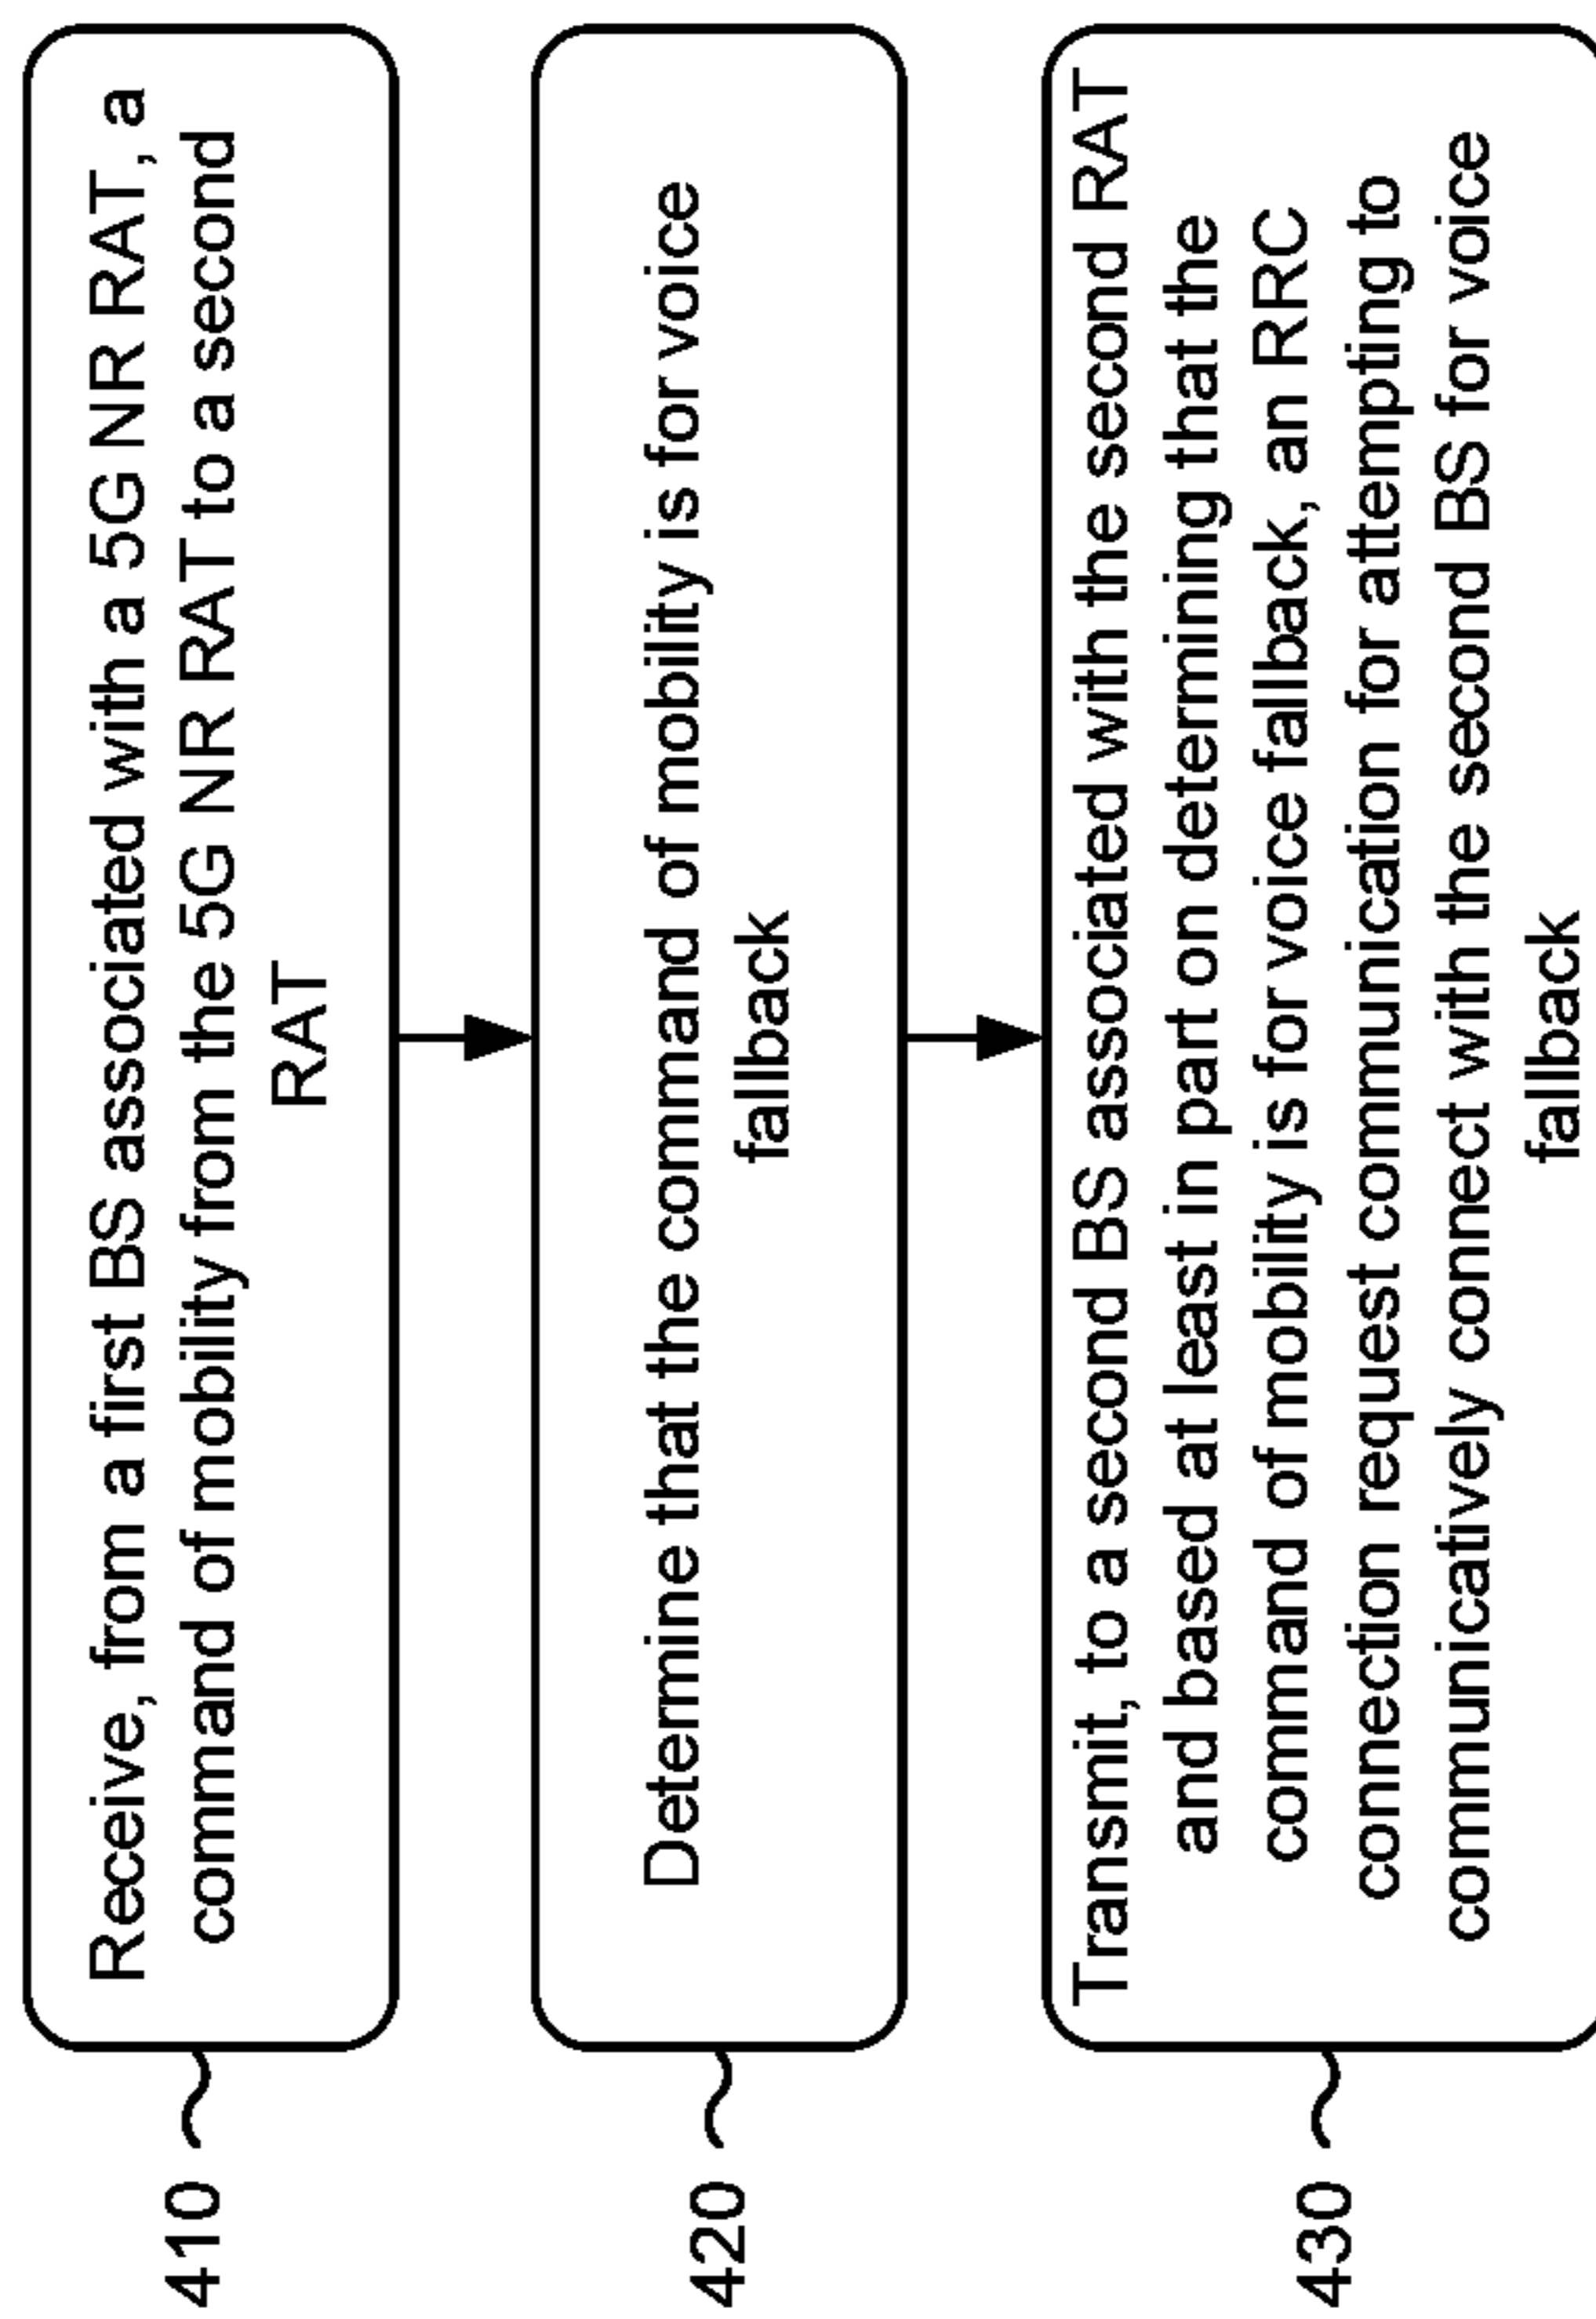 410
Receive, from a first BS associated with a 5G NR RAT, a
command of mobility from the 5G NR RAT to a second
RAT
420
Determine that the command of mobility is for voice
fallback
430
Transmit, to a second BS associated with the second RAT
and based at least in part on determining that the
command of mobility is for voice fallback, an RRC
connection request communication for attempting to
communicatively connect with the second BS for voice
fallback